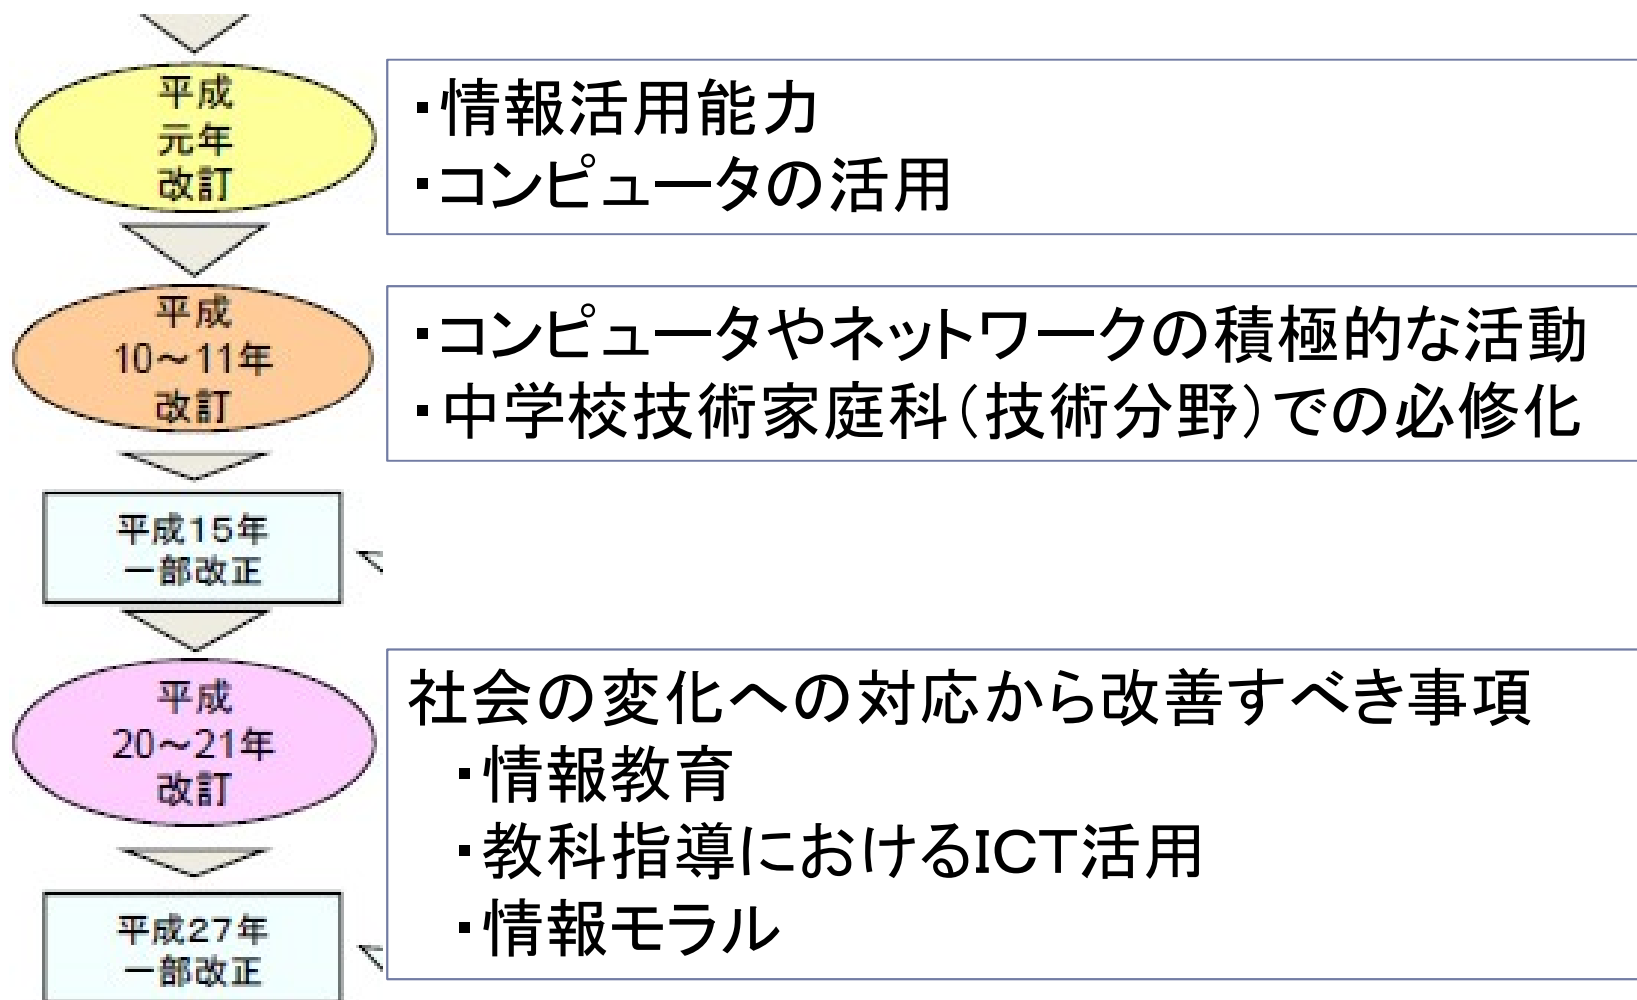 平成
元年
改訂
・情報活用能力
・コンピュータの活用
平成
10～11年
改訂
・コンピュータやネットワークの積極的な活動
・中学校技術家庭科（技術分野）での必修化
平成15年
一部改正
平成
20～21年
改訂
社会の変化への対応から改善すべき事項
・情報教育
・教科指導におけるICT活用
・情報モラル
平成27年
一部改正